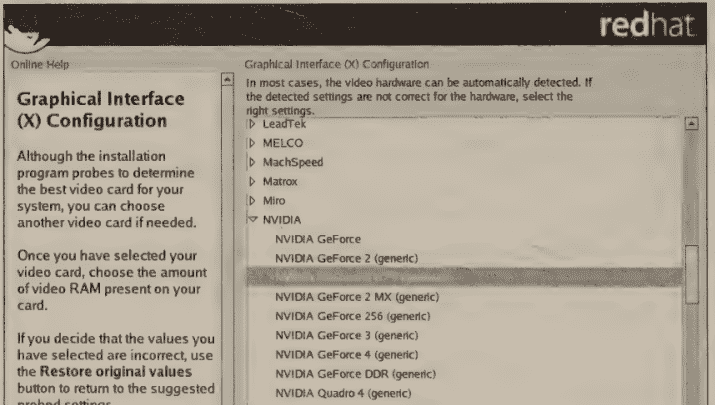 redhat
Online Help
Graphical Interface
(X) Configuration
Although the installation
program probes to determine
the best video card for your
system, you can choose
another video card if needed.
Once you have selected your
video card, choose the amount
of video RAM present on your
card.
If you decide that the values you
have selected are incorrect, use
the Restore original values
button to return to the suggested
probed settings.
Graphical Interface (X) Configuration
In most cases, the video hardware can be automatically detected. If
the detected settings are not correct for the hardware, select the
right settings.
LeadTek
MELCO
MachSpeed
Matrox
Miro
NVIDIA
NVIDIA GeForce
NVIDIA GeForce 2 (generic)
NVIDIA GeForce 2 MX (generic)
NVIDIA GeForce 256 (generic)
NVIDIA GeForce 3 (generic)
NVIDIA GeForce 4 (generic)
NVIDIA GeForce DDR (generic)
NVIDIA Quadro 4 (generic)